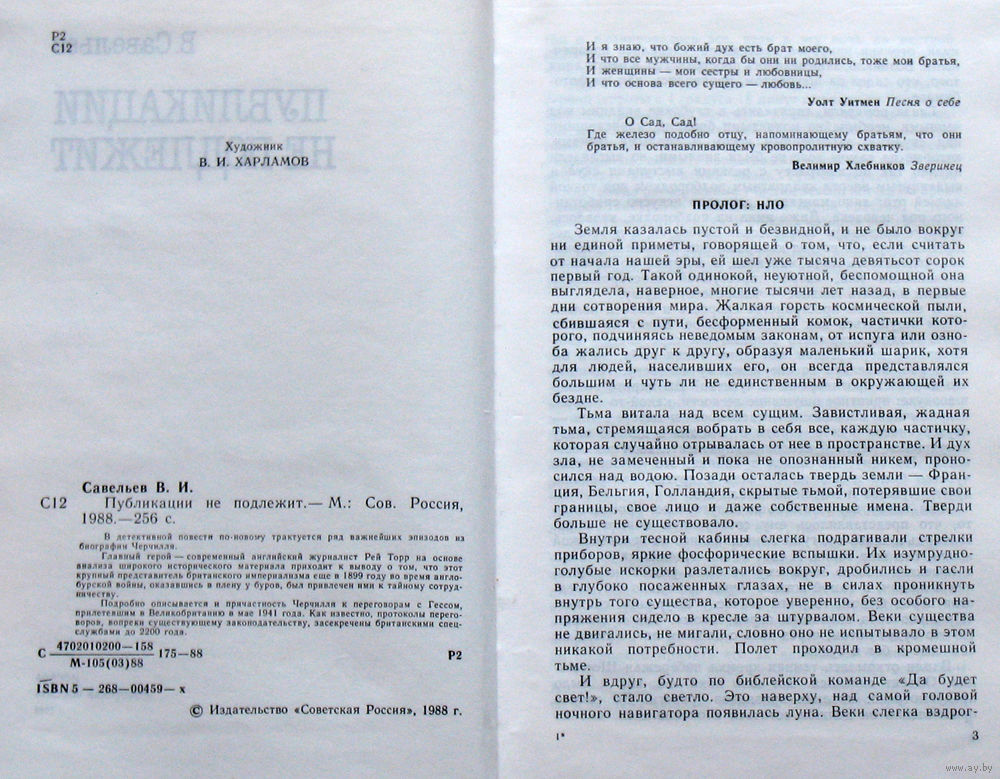 Р2
С12
В. Савелье
ПУБЛИКАЦИИ
НЕ ПОДЛЕЖИТ
Художник
В. И. ХАРЛАМОВ
Савельев В. И.
С12 Публикации не подлежит.— М.: Сов. Россия,
1988.—256 с.
В детективной повести по-новому трактуется ряд важнейших эпизодов из
биографии Черчилля.
Главный герой — современный английский журналист Рей Торр на основе
анализа широкого исторического материала приходит к выводу о том, что этот
крупный представитель британского империализма еще в 1899 году во время англо-
бурской войны, оказавшись в плену у буров, был привлечен ими к тайному сотруд-
ничеству.
Подробно описывается и причастность Черчилля к переговорам с Гессом,
прилетевшим в Великобританию в мае 1941 года. Как известно, протоколы перего-
воров, вопреки существующему законодательству, засекречены британскими спец-
службами до 2200 года.
С 4702010200—158 175—88 Р2
М-105(03)88
ISBN 5 — 268—00459— х
© Издательство «Советская Россия», 1988 г.
И я знаю, что божий дух есть брат моего,
И что все мужчины, когда бы они ни родились, тоже мои братья,
И женщины — мои сестры и любовницы,
И что основа всего сущего — любовь...
Уолт Уитмен Песня о себе
О Сад, Сад!
Где железо подобно отцу, напоминающему братьям, что они
братья, и останавливающему кровопролитную схватку.
Велимир Хлебников Зверинец
ПРОЛОГ: НЛО
Земля казалась пустой и безвидной, и не было вокруг
ни единой приметы, говорящей о том, что, если считать
от начала нашей эры, ей шел уже тысяча девятьсот сорок
первый год. Такой одинокой, неуютной, беспомощной она
выглядела, наверное, многие тысячи лет назад, в первые
дни сотворения мира. Жалкая горсть космической пыли,
сбившаяся с пути, бесформенный комок, частички кото-
рого, подчиняясь неведомым законам, от испуга или озно-
ба жались друг к другу, образуя маленький шарик, хотя
для людей, населивших его, он всегда представлялся
большим и чуть ли не единственным в окружающей их
бездне.
Тьма витала над всем сущим. Завистливая, жадная
тьма, стремящаяся вобрать в себя все, каждую частичку,
которая случайно отрывалась от нее в пространстве. И дух
зла, не замеченный и пока не опознанный никем, проно-
сился над водою. Позади осталась твердь земли — Фран-
ция, Бельгия, Голландия, скрытые тьмой, потерявшие свои
границы, свое лицо и даже собственные имена. Тверди
больше не существовало.
Внутри тесной кабины слегка подрагивали стрелки
приборов, яркие фосфорические вспышки. Их изумрудно-
голубые искорки разлетались вокруг, дробились и гасли
в глубоко посаженных глазах, не в силах проникнуть
внутрь того существа, которое уверенно, без особого на-
пряжения сидело в кресле за штурвалом. Веки существа
не двигались, не мигали, словно оно не испытывало в этом
никакой потребности. Полет проходил в кромешной
тьме.
И вдруг, будто по библейской команде «Да будет
свет!», стало светло. Это наверху, над самой головой
ночного навигатора появилась луна. Веки слегка вздрог-
1*
3
www.ay.by